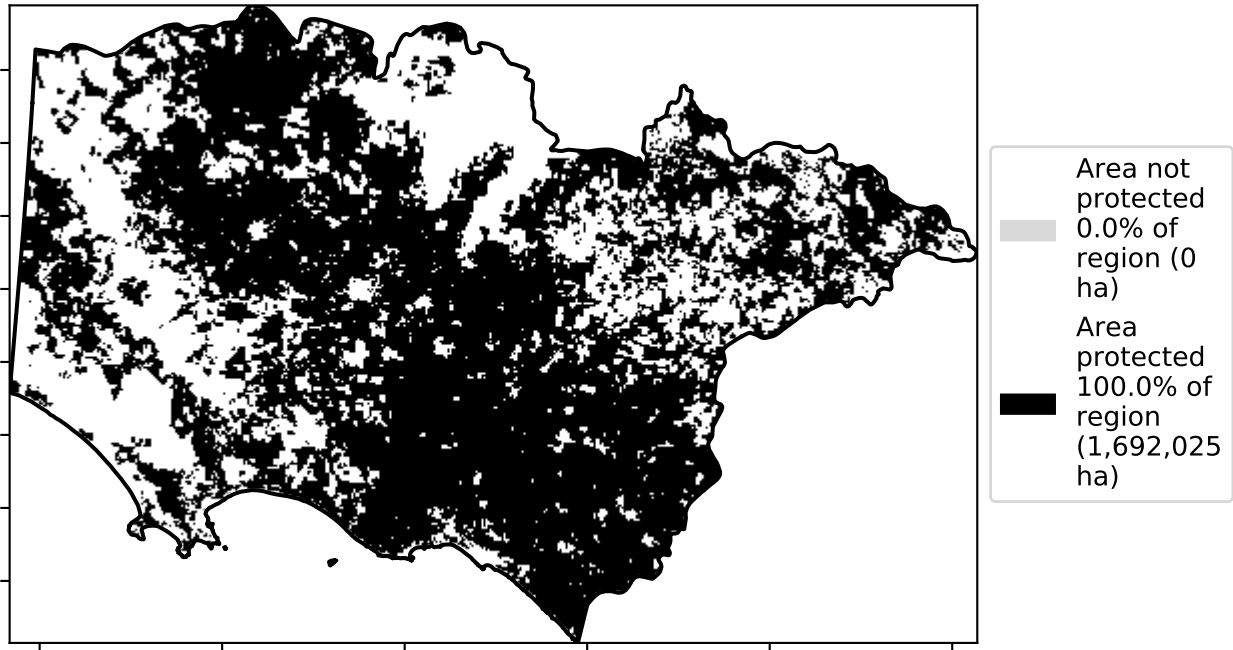 Area not
protected
0.0% of
region (0
ha)
Area
protected
100.0% of
region
(1,692,025
ha)